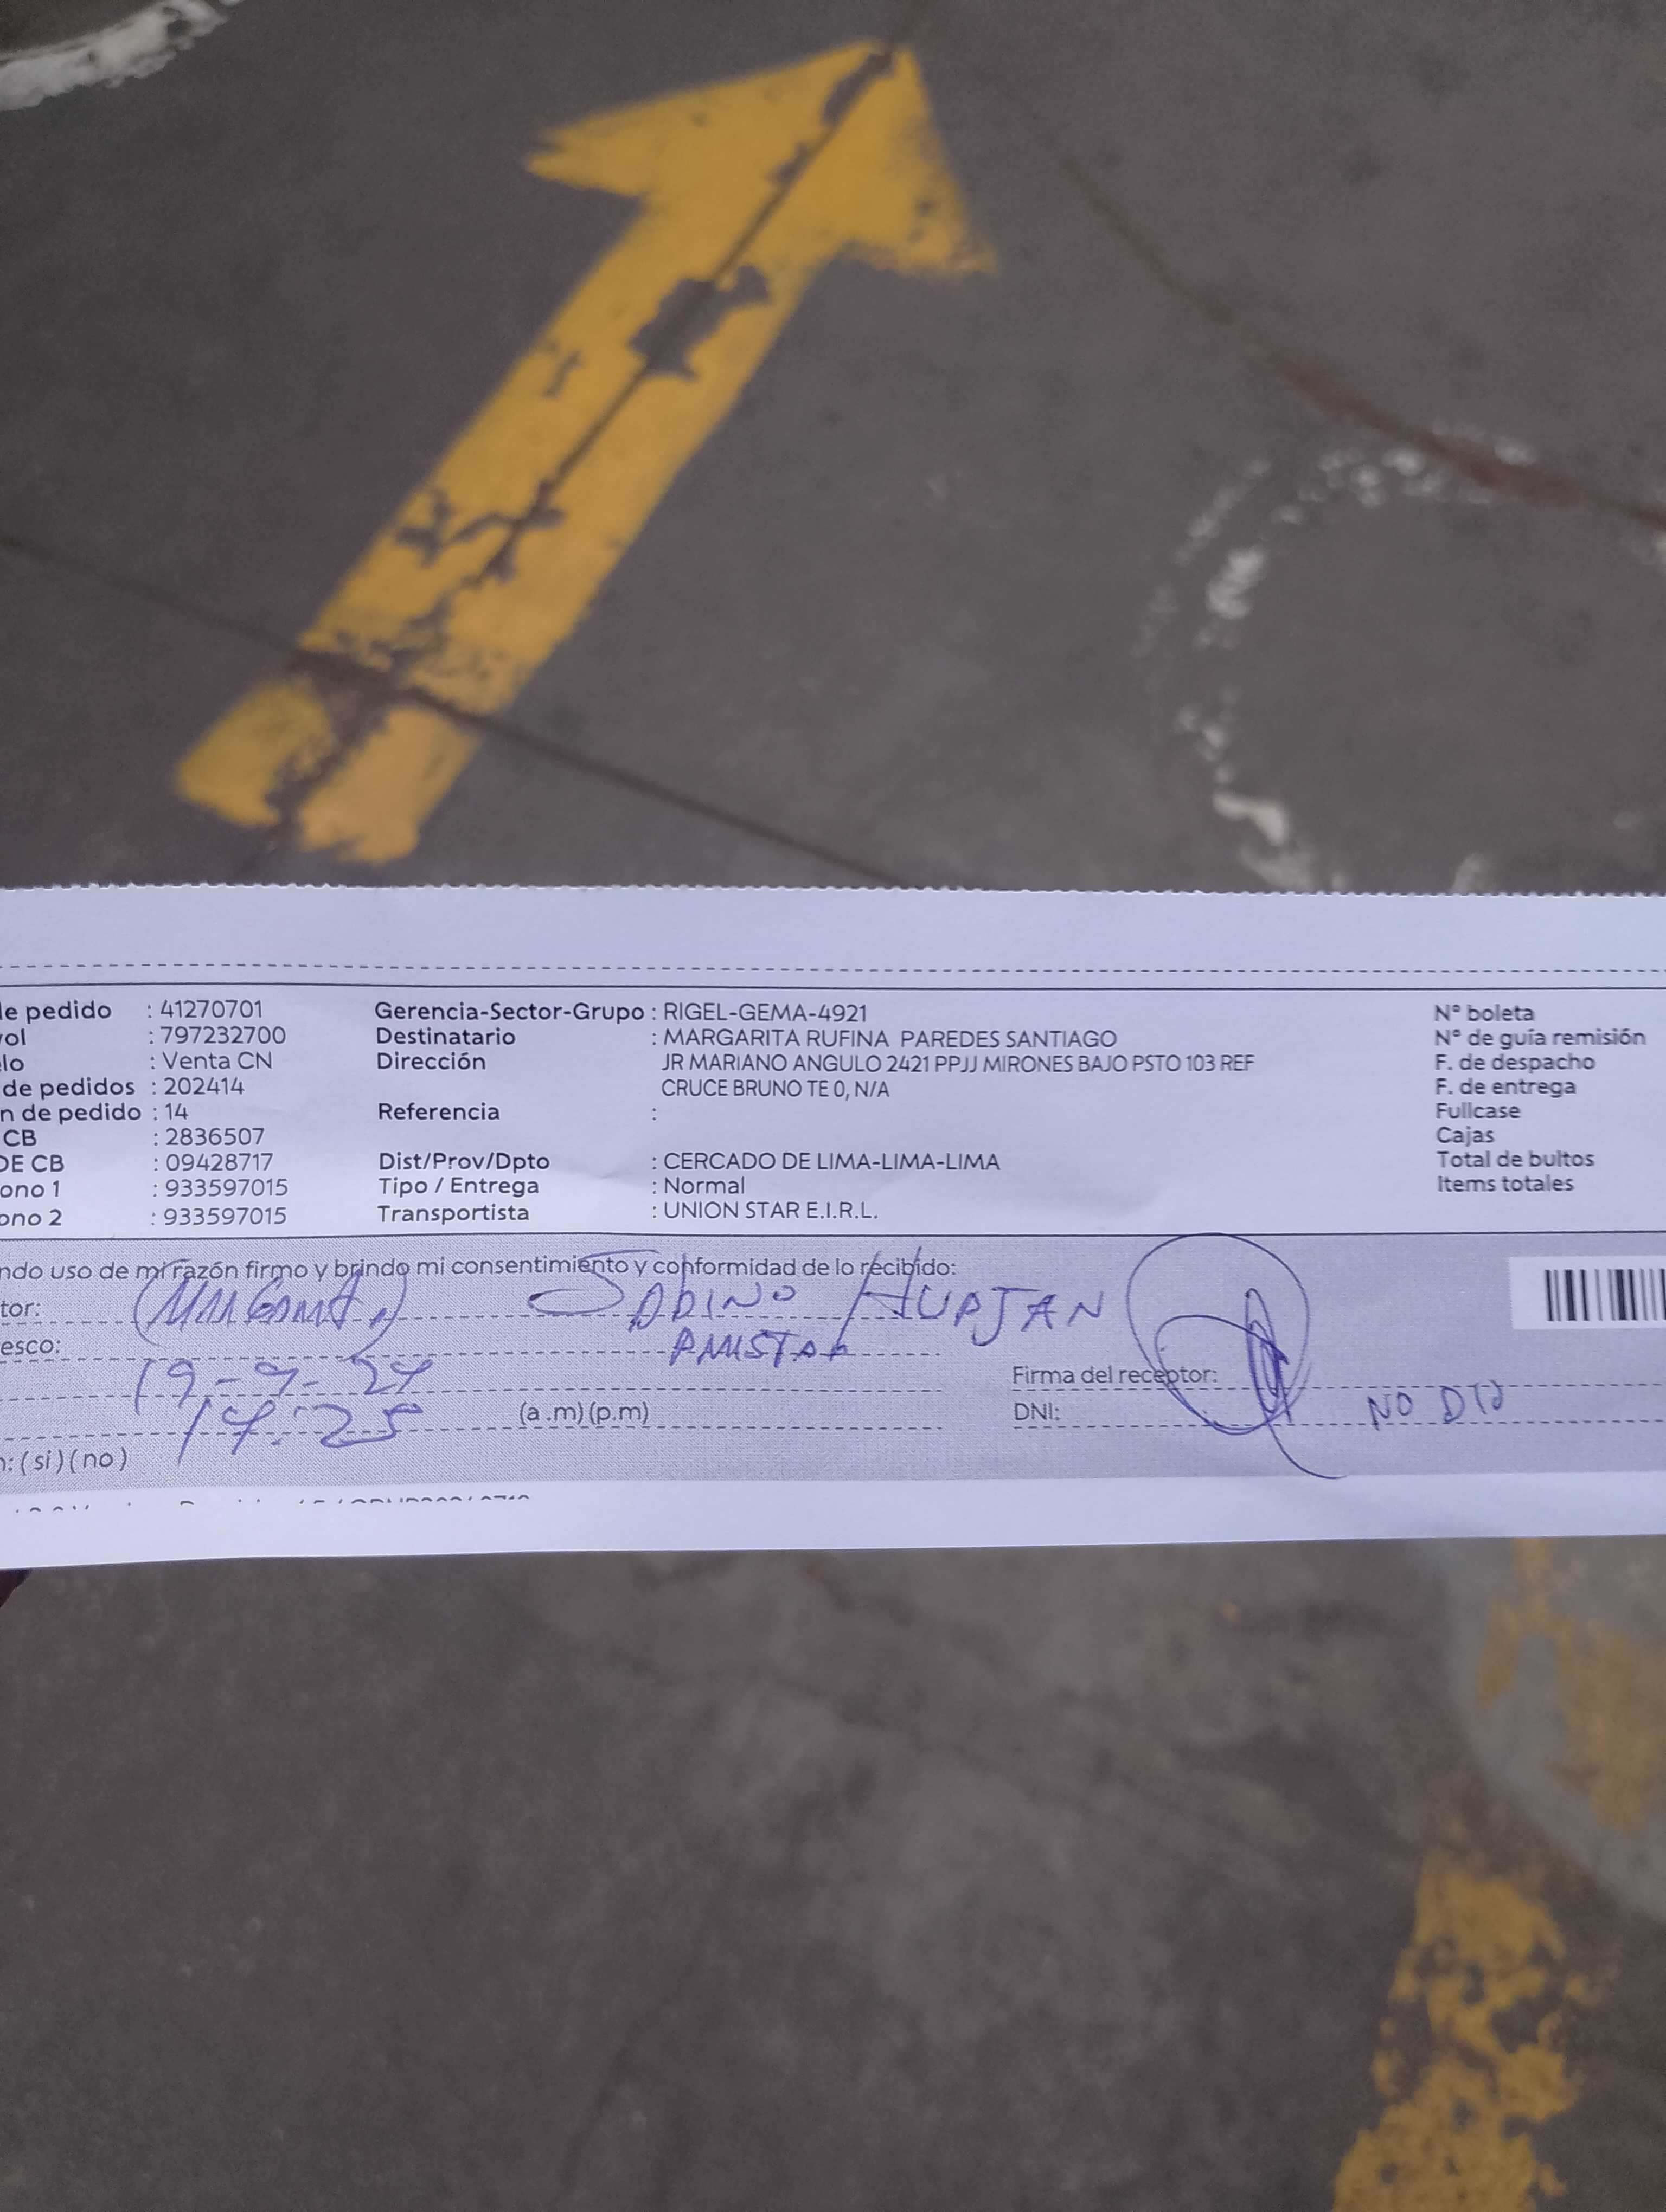 de pedido : 41270701 Gerencia-Sector-Grupo : RIGEL-GEMA-4921 N° boleta
rol : 797232700 Destinatario : MARGARITA RUFINA PAREDES SANTIAGO N° de guía remisión
lo : Venta CN Dirección JR MARIANO ANGULO 2421 PPJJ MIRONES BAJO PSTO 103 REF F. de despacho
de pedidos : 202414 CRUCE BRUNO TE 0, N/A F. de entrega
n de pedido : 14 Referencia : Fullcase
CB : 2836507 Cajas
DE CB : 09428717 Dist/Prov/Dpto : CERCADO DE LIMA-LIMA-LIMA Total de bultos
ono 1 : 933597015 Tipo / Entrega : Normal Items totales
ono 2 : 933597015 Transportista : UNION STAR E.I.R.L.
ndo uso de mi razón firmo y brindo mi consentimiento y conformidad de lo recibido:
tor: SABINO HUAJAN
esco:
19-9-24 Firma del receptor:
17:25 (a.m)(p.m) DNI: NO DIO
n: (si)(no)